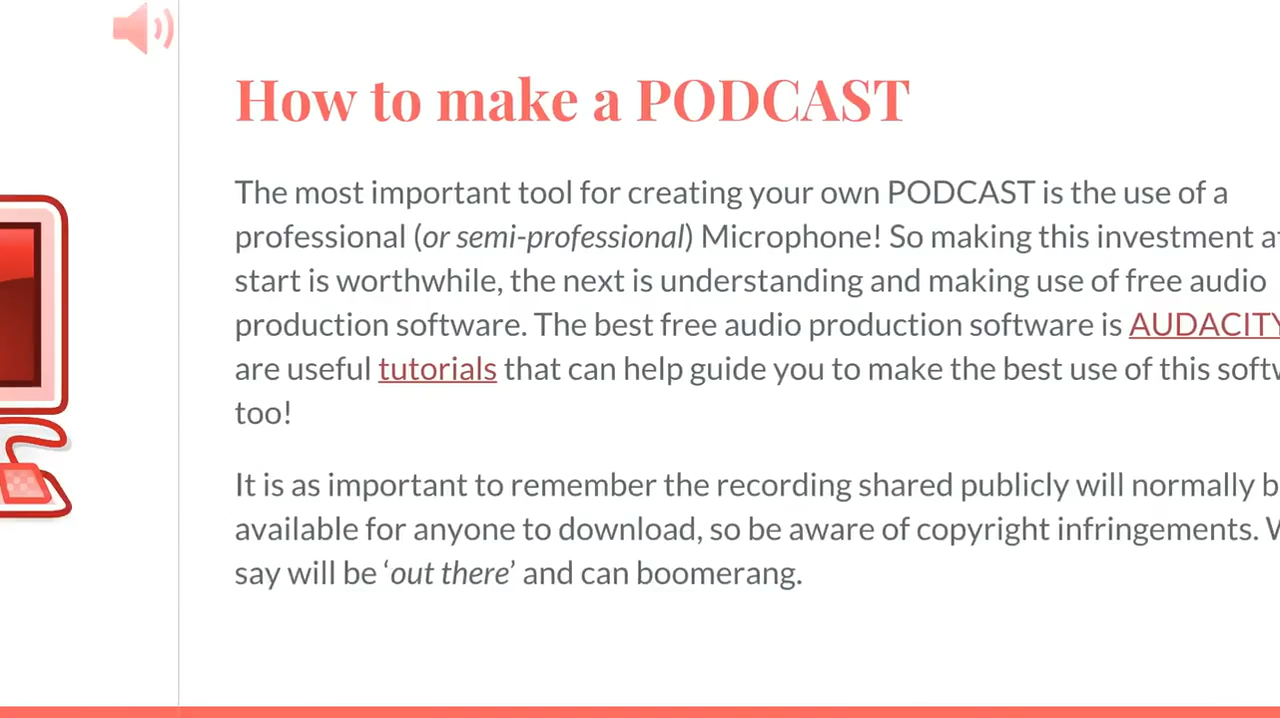 How to make a PODCAST
The most important tool for creating your own PODCAST is the use of a
professional (or semi-professional) Microphone! So making this investment
start is worthwhile, the next is understanding and making use of free audio
production software. The best free audio production software is AUDACITY
are useful tutorials that can help guide you to make the best use of this
too!
It is as important to remember the recording shared publicly will normally
available for anyone to download, so be aware of copyright infringements.
say will be ‘out there’ and can boomerang.